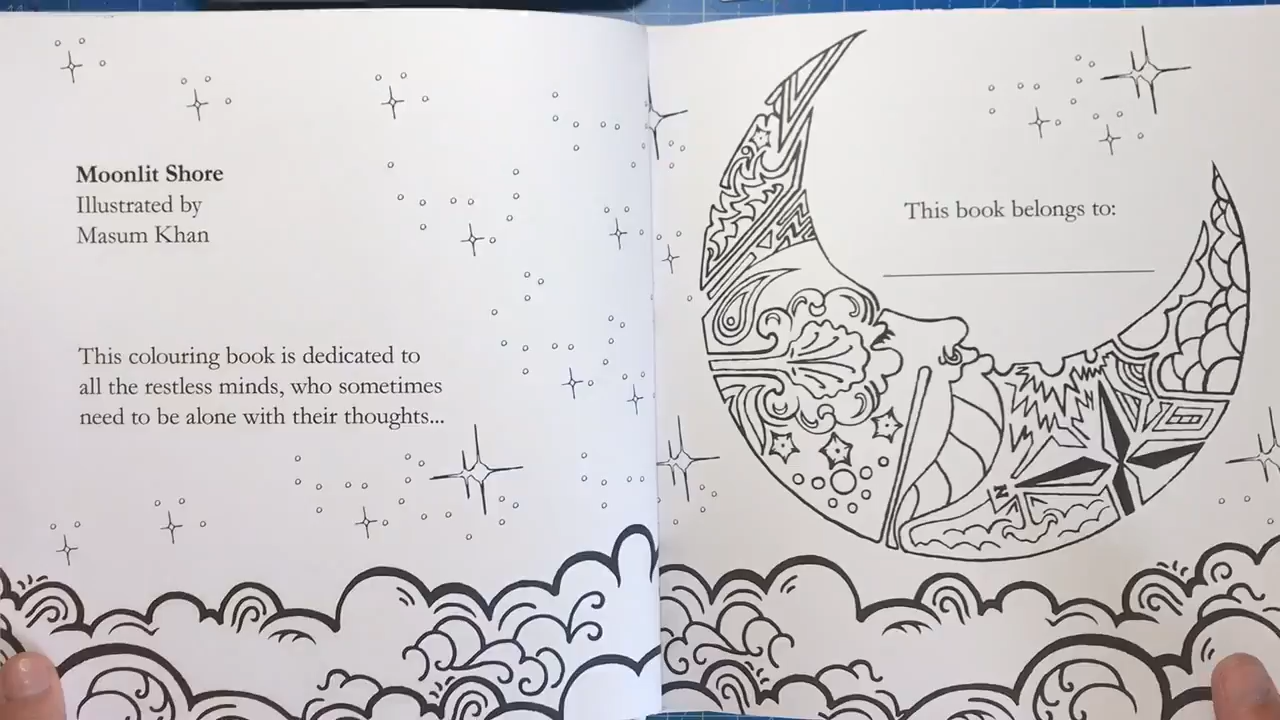 Moonlit Shore
Illustrated by
Masum Khan
This colouring book is dedicated to
all the restless minds, who sometimes
need to be alone with their thoughts...
This book belongs to:
N